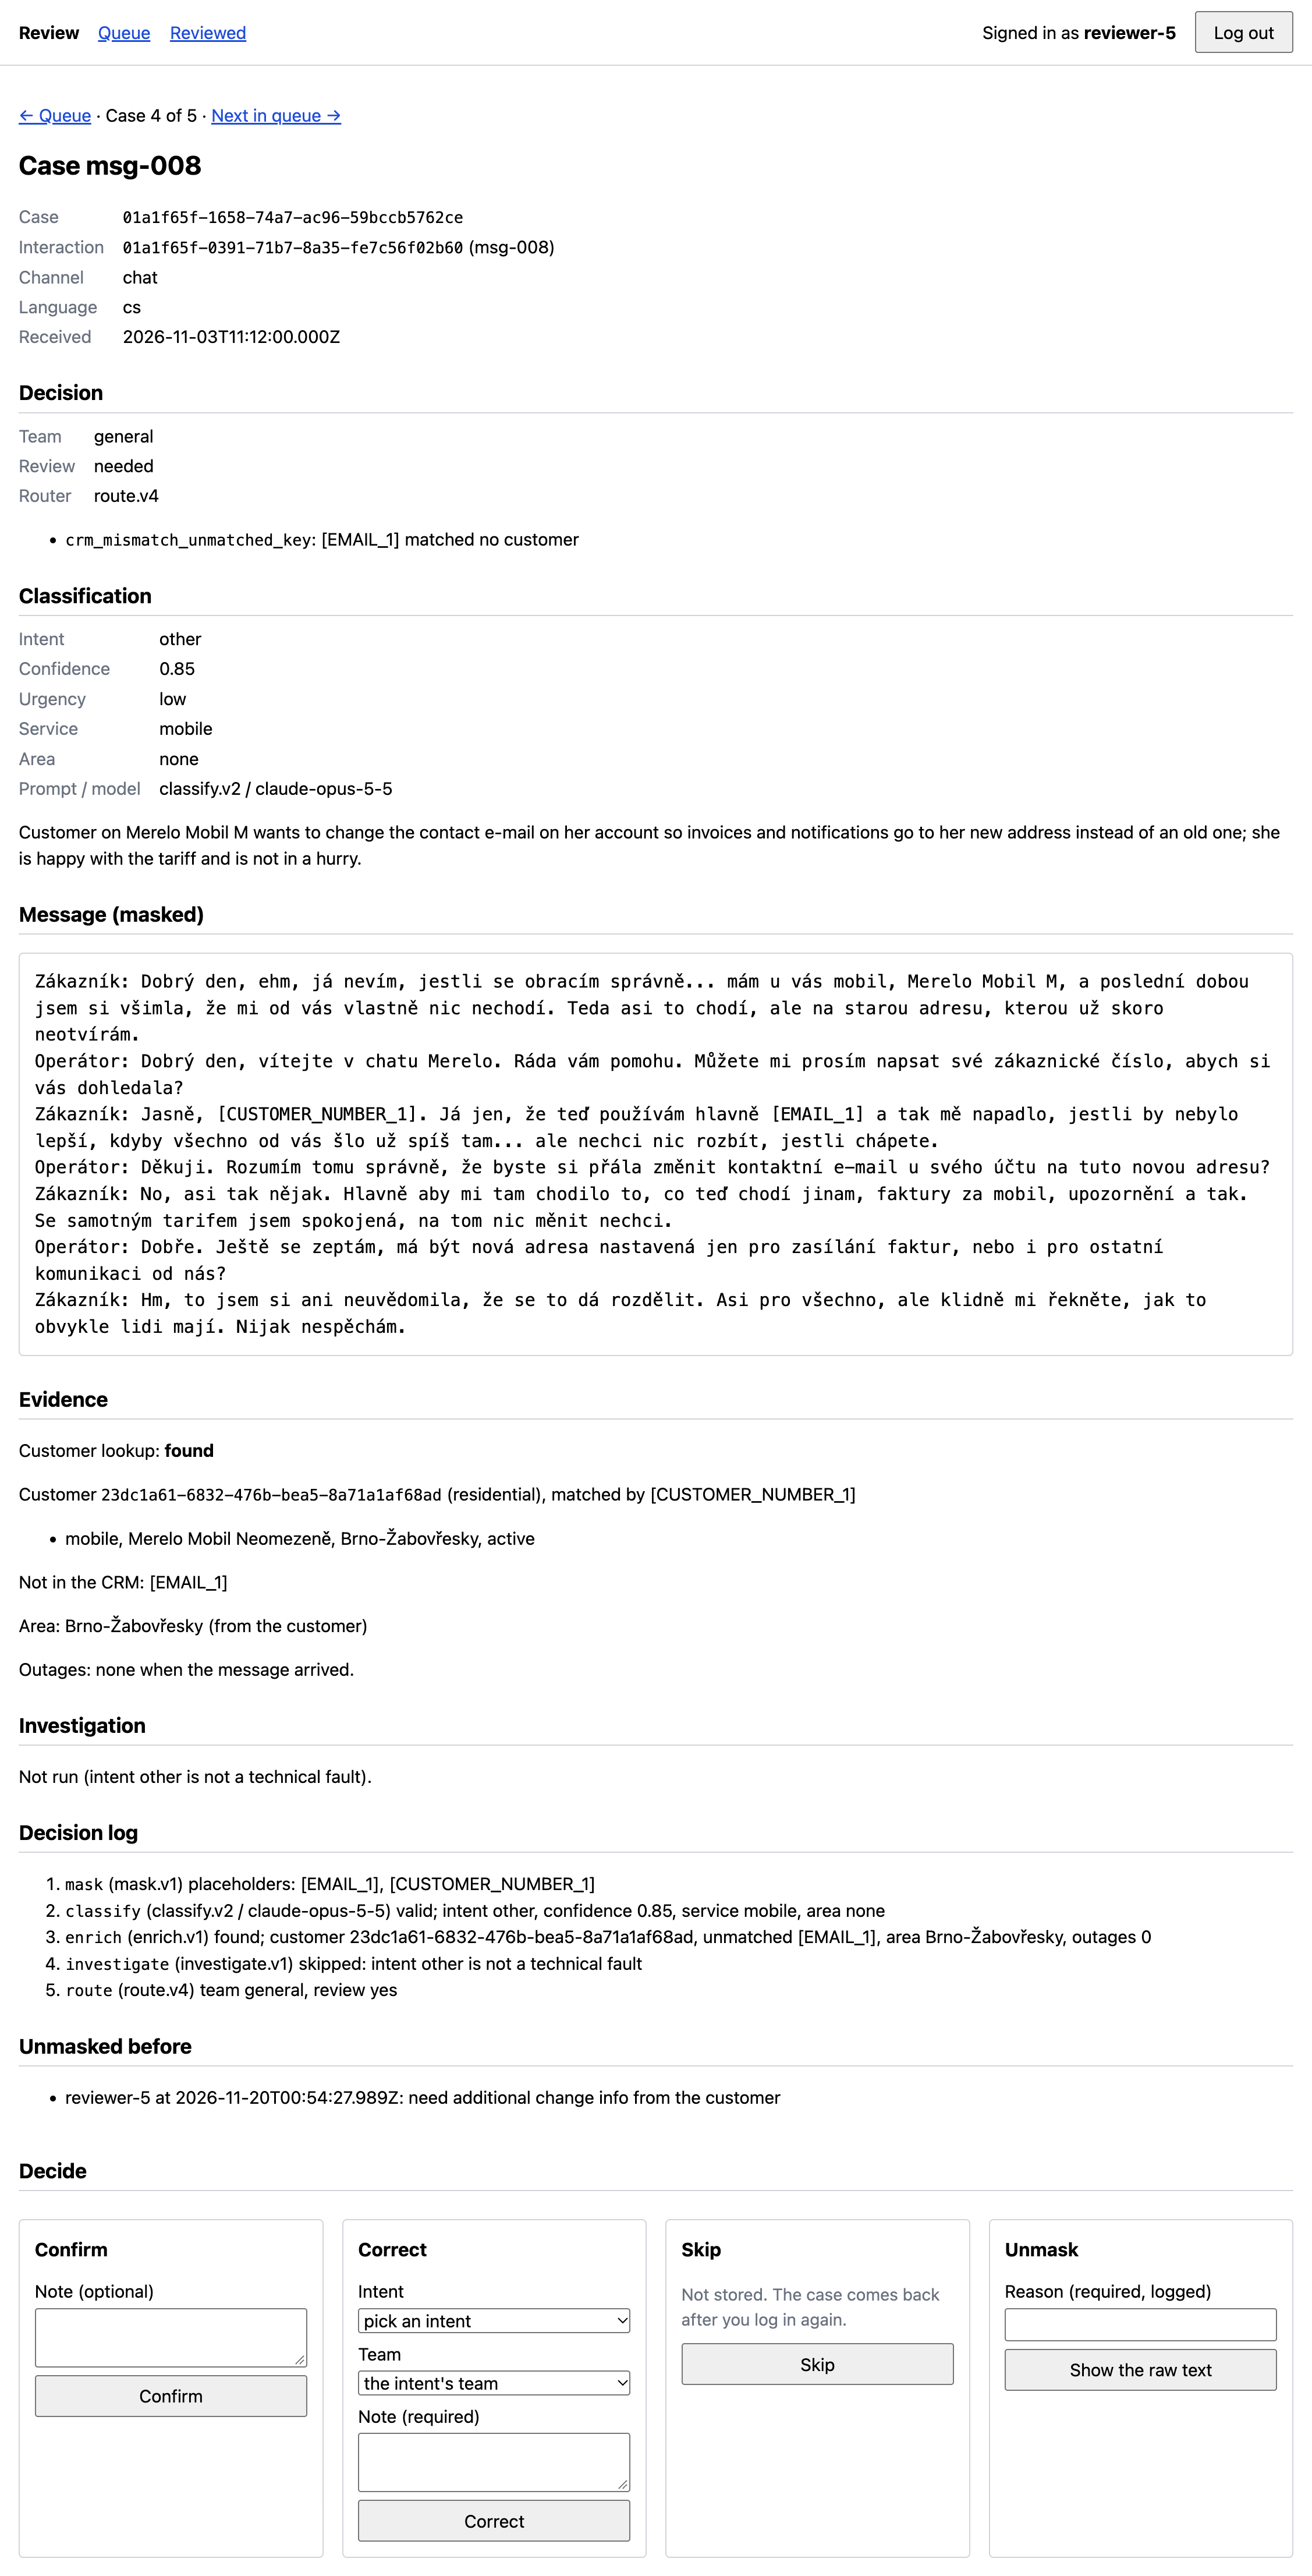 Review Queue Reviewed Signed in as reviewer-5 Log out
← Queue · Case 4 of 5 · Next in queue →
Case msg-008
Case 01a1f65f-1658-74a7-ac96-59bccb5762ce
Interaction 01a1f65f-0391-71b7-8a35-fe7c56f02b60 (msg-008)
Channel chat
Language cs
Received 2026-11-03T11:12:00.000Z
Decision
Team general
Review needed
Router route.v4
• crm_mismatch_unmatched_key: [EMAIL_1] matched no customer
Classification
Intent other
Confidence 0.85
Urgency low
Service mobile
Area none
Prompt / model classify.v2 / claude-opus-5-5
Customer on Merelo Mobil M wants to change the contact e-mail on her account so invoices and notifications go to her new address instead of an old one; she
is happy with the tariff and is not in a hurry.
Message (masked)
Zákazník: Dobrý den, ehm, já nevím, jestli se obracím správně... mám u vás mobil, Merelo Mobil M, a poslední dobou
jsem si všimla, že mi od vás vlastně nic nechodí. Teda asi to chodí, ale na starou adresu, kterou už skoro
neotvírám.
Operátor: Dobrý den, vítejte v chatu Merelo. Ráda vám pomohu. Můžete mi prosím napsat své zákaznické číslo, abych si
vás dohledala?
Zákazník: Jasně, [CUSTOMER_NUMBER_1]. Já jen, že teď používám hlavně [EMAIL_1] a tak mě napadlo, jestli by nebylo
lepší, kdyby všechno od vás šlo už spíš tam... ale nechci nic rozbít, jestli chápete.
Operátor: Děkuji. Rozumím tomu správně, že byste si přála změnit kontaktní e-mail u svého účtu na tuto novou adresu?
Zákazník: No, asi tak nějak. Hlavně aby mi tam chodilo to, co teď chodí jinam, faktury za mobil, upozornění a tak.
Se samotným tarifem jsem spokojená, na tom nic měnit nechci.
Operátor: Dobře. Ještě se zeptám, má být nová adresa nastavená jen pro zasílání faktur, nebo i pro ostatní
komunikaci od nás?
Zákazník: Hm, to jsem si ani neuvědomila, že se to dá rozdělit. Asi pro všechno, ale klidně mi řekněte, jak to
obvykle lidi mají. Nijak nespěchám.
Evidence
Customer lookup: found
Customer 23dc1a61-6832-476b-bea5-8a71a1af68ad (residential), matched by [CUSTOMER_NUMBER_1]
• mobile, Merelo Mobil Neomezeně, Brno-Žabovřesky, active
Not in the CRM: [EMAIL_1]
Area: Brno-Žabovřesky (from the customer)
Outages: none when the message arrived.
Investigation
Not run (intent other is not a technical fault).
Decision log
1. mask (mask.v1) placeholders: [EMAIL_1], [CUSTOMER_NUMBER_1]
2. classify (classify.v2 / claude-opus-5-5) valid; intent other, confidence 0.85, service mobile, area none
3. enrich (enrich.v1) found; customer 23dc1a61-6832-476b-bea5-8a71a1af68ad, unmatched [EMAIL_1], area Brno-Žabovřesky, outages 0
4. investigate (investigate.v1) skipped: intent other is not a technical fault
5. route (route.v4) team general, review yes
Unmasked before
• reviewer-5 at 2026-11-20T00:54:27.989Z: need additional change info from the customer
Decide
Confirm
Note (optional)
Confirm
Correct
Intent
pick an intent
Team
the intent's team
Note (required)
Correct
Skip
Not stored. The case comes back
after you log in again.
Skip
Unmask
Reason (required, logged)
Show the raw text